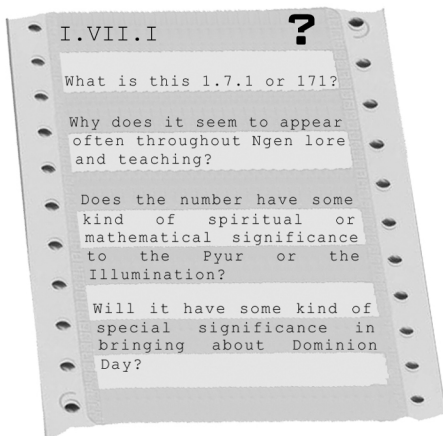 I.VII.I ?
What is this 1.7.1 or 171?
Why does it seem to appear
often throughout Ngen lore
and teaching?
Does the number have some
kind of spiritual or
mathematical significance
to the Pyur or the
Illumination?
Will it have some kind of
special significance in
bringing about Dominion
Day?